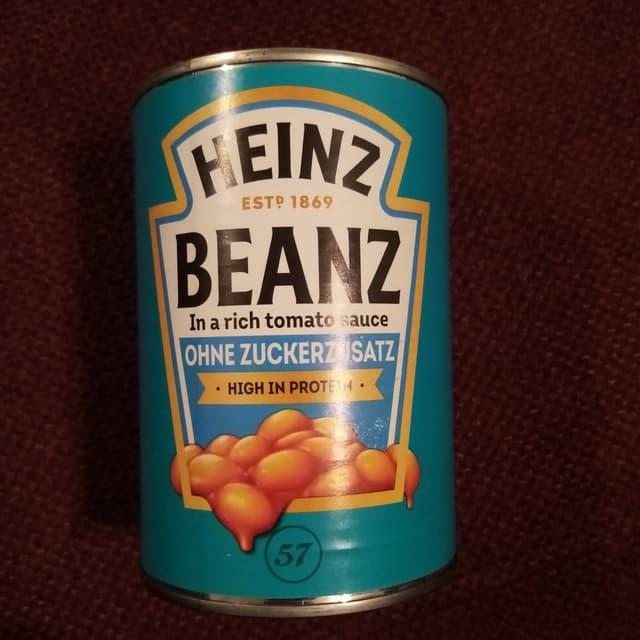 HEINZ
ESTD 1869
BEANZ
In a rich tomato sauce
OHNE ZUCKERZUSATZ
· HIGH IN PROTEIN ·
57